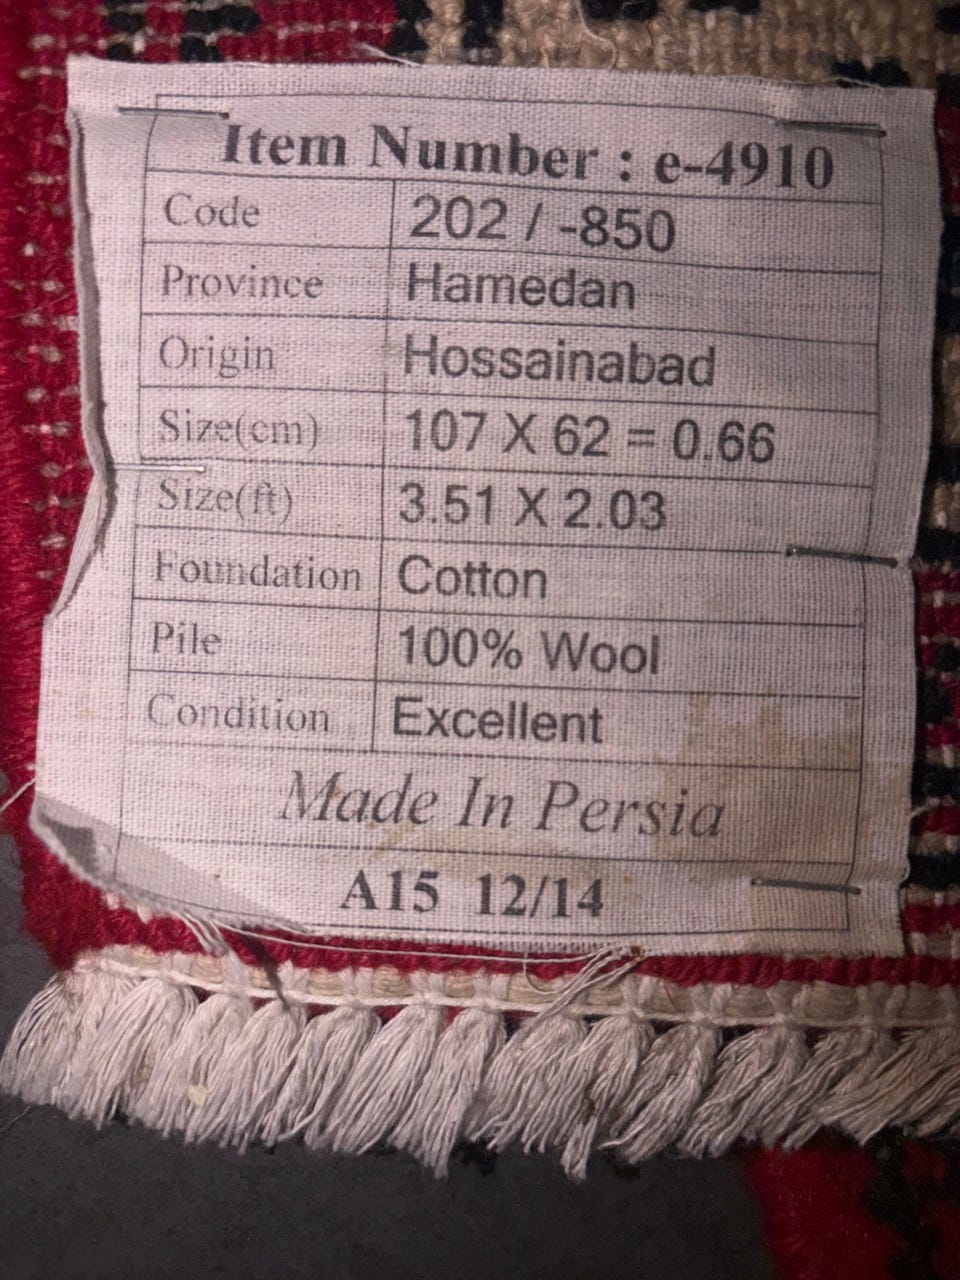 Item Number : e-4910
Code 202 / -850
Province Hamedan
Origin Hossainabad
Size(cm) 107 X 62 = 0.66
Size(ft) 3.51 X 2.03
Foundation Cotton
Pile 100% Wool
Condition Excellent
Made In Persia
A15 12/14